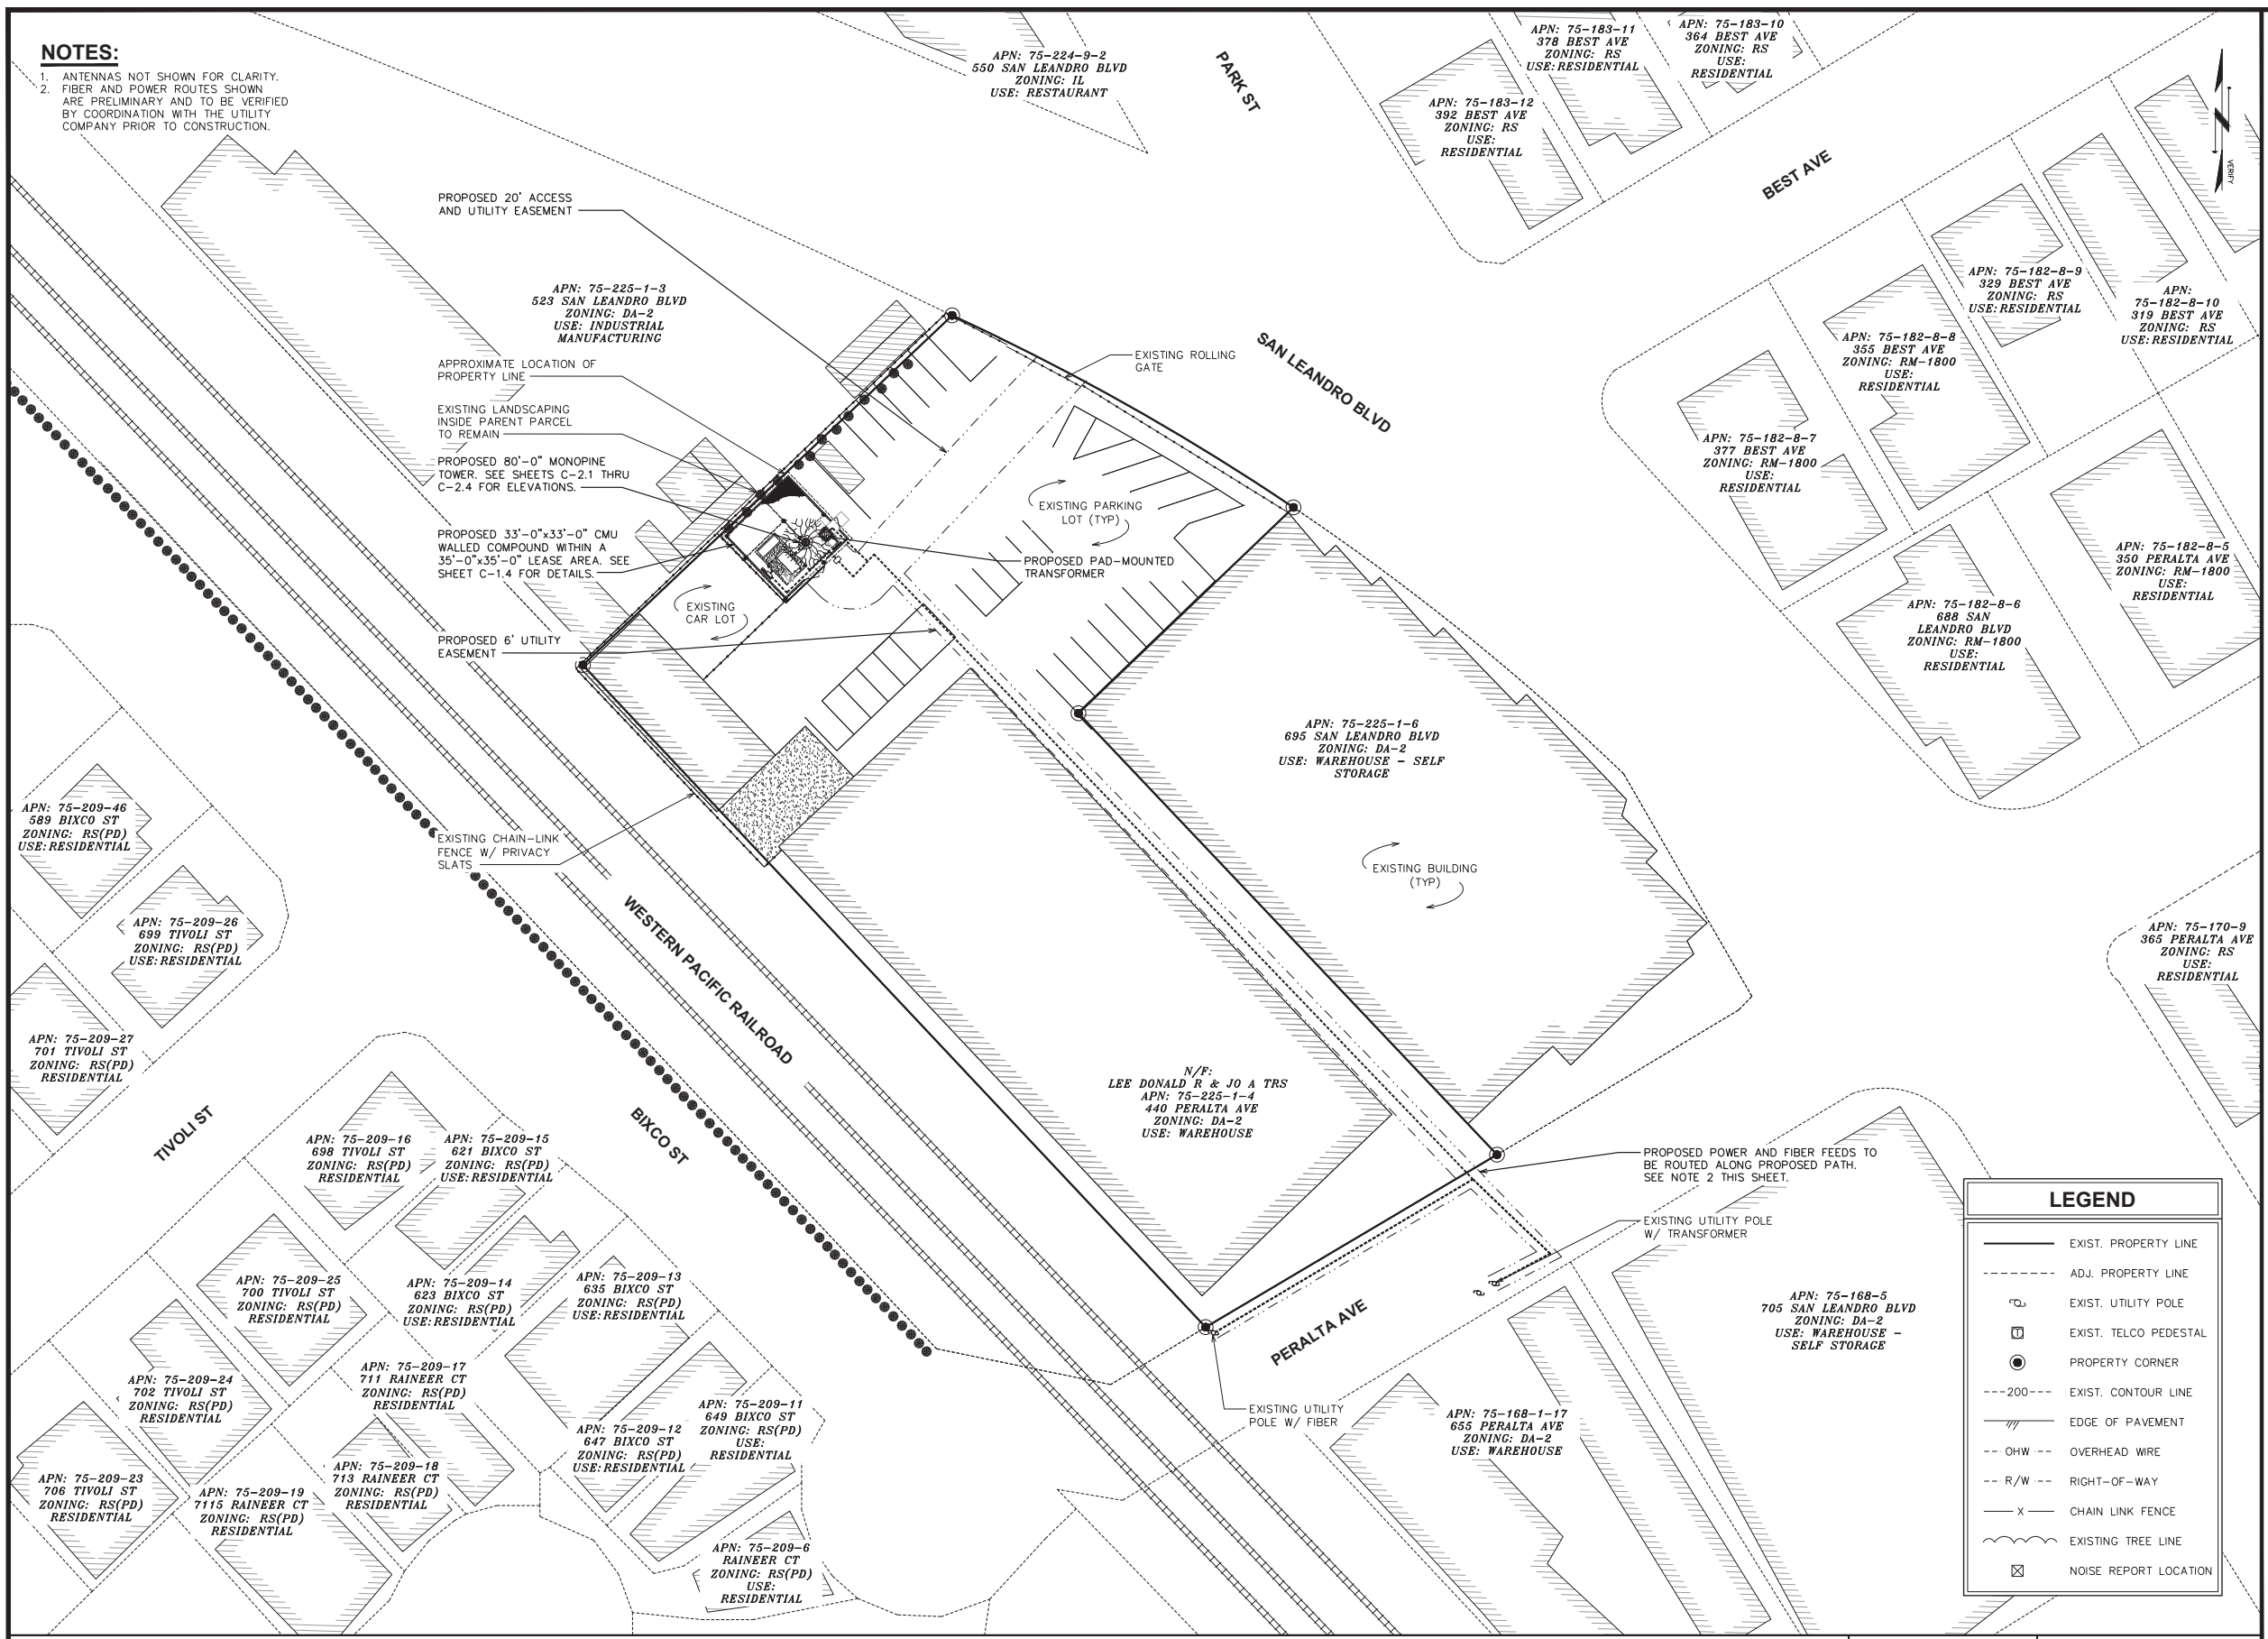 NOTES:
1. ANTENNAS NOT SHOWN FOR CLARITY.
2. FIBER AND POWER ROUTES SHOWN
ARE PRELIMINARY AND TO BE VERIFIED
BY COORDINATION WITH THE UTILITY
COMPANY PRIOR TO CONSTRUCTION.
APN: 75-224-9-2
550 SAN LEANDRO BLVD
ZONING: IL
USE: RESTAURANT
PARK ST
APN: 75-183-11
378 BEST AVE
ZONING: RS
USE: RESIDENTIAL
APN: 75-183-10
364 BEST AVE
ZONING: RS
USE:
RESIDENTIAL
APN: 75-183-12
392 BEST AVE
ZONING: RS
USE:
RESIDENTIAL
BEST AVE
N
VERIFY
PROPOSED 20' ACCESS
AND UTILITY EASEMENT
APN: 75-225-1-3
523 SAN LEANDRO BLVD
ZONING: DA-2
USE: INDUSTRIAL
MANUFACTURING
APPROXIMATE LOCATION OF
PROPERTY LINE
EXISTING LANDSCAPING
INSIDE PARENT PARCEL
TO REMAIN
PROPOSED 80'-0" MONOPINE
TOWER. SEE SHEETS C-2.1 THRU
C-2.4 FOR ELEVATIONS.
PROPOSED 33'-0"x33'-0" CMU
WALLED COMPOUND WITHIN A
35'-0"x35'-0" LEASE AREA. SEE
SHEET C-1.4 FOR DETAILS.
PROPOSED 6' UTILITY
EASEMENT
EXISTING
CAR LOT
EXISTING ROLLING
GATE
SAN LEANDRO BLVD
EXISTING PARKING
LOT (TYP)
PROPOSED PAD-MOUNTED
TRANSFORMER
APN: 75-182-8-9
329 BEST AVE
ZONING: RS
USE: RESIDENTIAL
APN:
75-182-8-10
319 BEST AVE
ZONING: RS
USE: RESIDENTIAL
APN: 75-182-8-8
355 BEST AVE
ZONING: RM-1800
USE:
RESIDENTIAL
APN: 75-182-8-7
377 BEST AVE
ZONING: RM-1800
USE:
RESIDENTIAL
APN: 75-182-8-5
350 PERALTA AVE
ZONING: RM-1800
USE:
RESIDENTIAL
APN: 75-182-8-6
688 SAN
LEANDRO BLVD
ZONING: RM-1800
USE:
RESIDENTIAL
APN: 75-225-1-6
695 SAN LEANDRO BLVD
ZONING: DA-2
USE: WAREHOUSE - SELF
STORAGE
EXISTING BUILDING
(TYP)
APN: 75-209-46
589 BIXCO ST
ZONING: RS(PD)
USE: RESIDENTIAL
EXISTING CHAIN-LINK
FENCE W/ PRIVACY
SLATS
APN: 75-209-26
699 TIVOLI ST
ZONING: RS(PD)
USE: RESIDENTIAL
WESTERN PACIFIC RAILROAD
APN: 75-170-9
365 PERALTA AVE
ZONING: RS
USE:
RESIDENTIAL
APN: 75-209-27
701 TIVOLI ST
ZONING: RS(PD)
RESIDENTIAL
N/F:
LEE DONALD R & JO A TRS
APN: 75-225-1-4
440 PERALTA AVE
ZONING: DA-2
USE: WAREHOUSE
TIVOLI ST
BIXCO ST
APN: 75-209-16
698 TIVOLI ST
ZONING: RS(PD)
RESIDENTIAL
APN: 75-209-15
621 BIXCO ST
ZONING: RS(PD)
USE: RESIDENTIAL
PROPOSED POWER AND FIBER FEEDS TO
BE ROUTED ALONG PROPOSED PATH.
SEE NOTE 2 THIS SHEET.
EXISTING UTILITY POLE
W/ TRANSFORMER
APN: 75-209-25
700 TIVOLI ST
ZONING: RS(PD)
RESIDENTIAL
APN: 75-209-14
623 BIXCO ST
ZONING: RS(PD)
USE: RESIDENTIAL
APN: 75-209-13
635 BIXCO ST
ZONING: RS(PD)
USE: RESIDENTIAL
PERALTA AVE
APN: 75-168-5
705 SAN LEANDRO BLVD
ZONING: DA-2
USE: WAREHOUSE -
SELF STORAGE
APN: 75-209-24
702 TIVOLI ST
ZONING: RS(PD)
RESIDENTIAL
APN: 75-209-17
711 RAINEER CT
ZONING: RS(PD)
RESIDENTIAL
APN: 75-209-12
647 BIXCO ST
ZONING: RS(PD)
USE: RESIDENTIAL
APN: 75-209-11
649 BIXCO ST
ZONING: RS(PD)
USE:
RESIDENTIAL
EXISTING UTILITY
POLE W/ FIBER
APN: 75-168-1-17
655 PERALTA AVE
ZONING: DA-2
USE: WAREHOUSE
APN: 75-209-23
706 TIVOLI ST
ZONING: RS(PD)
RESIDENTIAL
APN: 75-209-19
7115 RAINEER CT
ZONING: RS(PD)
RESIDENTIAL
APN: 75-209-18
713 RAINEER CT
ZONING: RS(PD)
RESIDENTIAL
APN: 75-209-6
RAINEER CT
ZONING: RS(PD)
USE:
RESIDENTIAL
LEGEND
EXIST. PROPERTY LINE
ADJ. PROPERTY LINE
EXIST. UTILITY POLE
T EXIST. TELCO PEDESTAL
PROPERTY CORNER
---200--- EXIST. CONTOUR LINE
EDGE OF PAVEMENT
-- OHW -- OVERHEAD WIRE
-- R/W -- RIGHT-OF-WAY
X CHAIN LINK FENCE
EXISTING TREE LINE
NOISE REPORT LOCATION